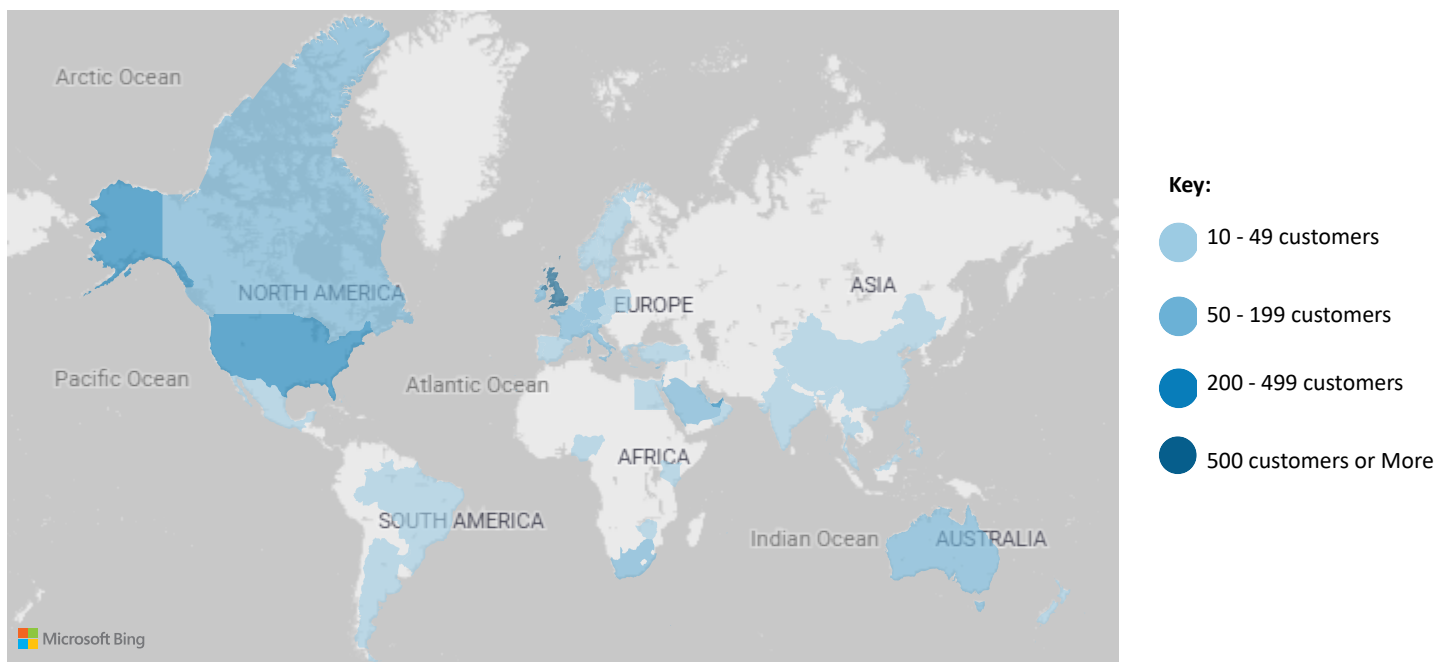 Arctic Ocean
NORTH AMERICA
EUROPE
ASIA
Pacific Ocean
Atlantic Ocean
AFRICA
SOUTH AMERICA
Indian Ocean
AUSTRALIA
Microsoft Bing
Key:
10 - 49 customers
50 - 199 customers
200 - 499 customers
500 customers or More